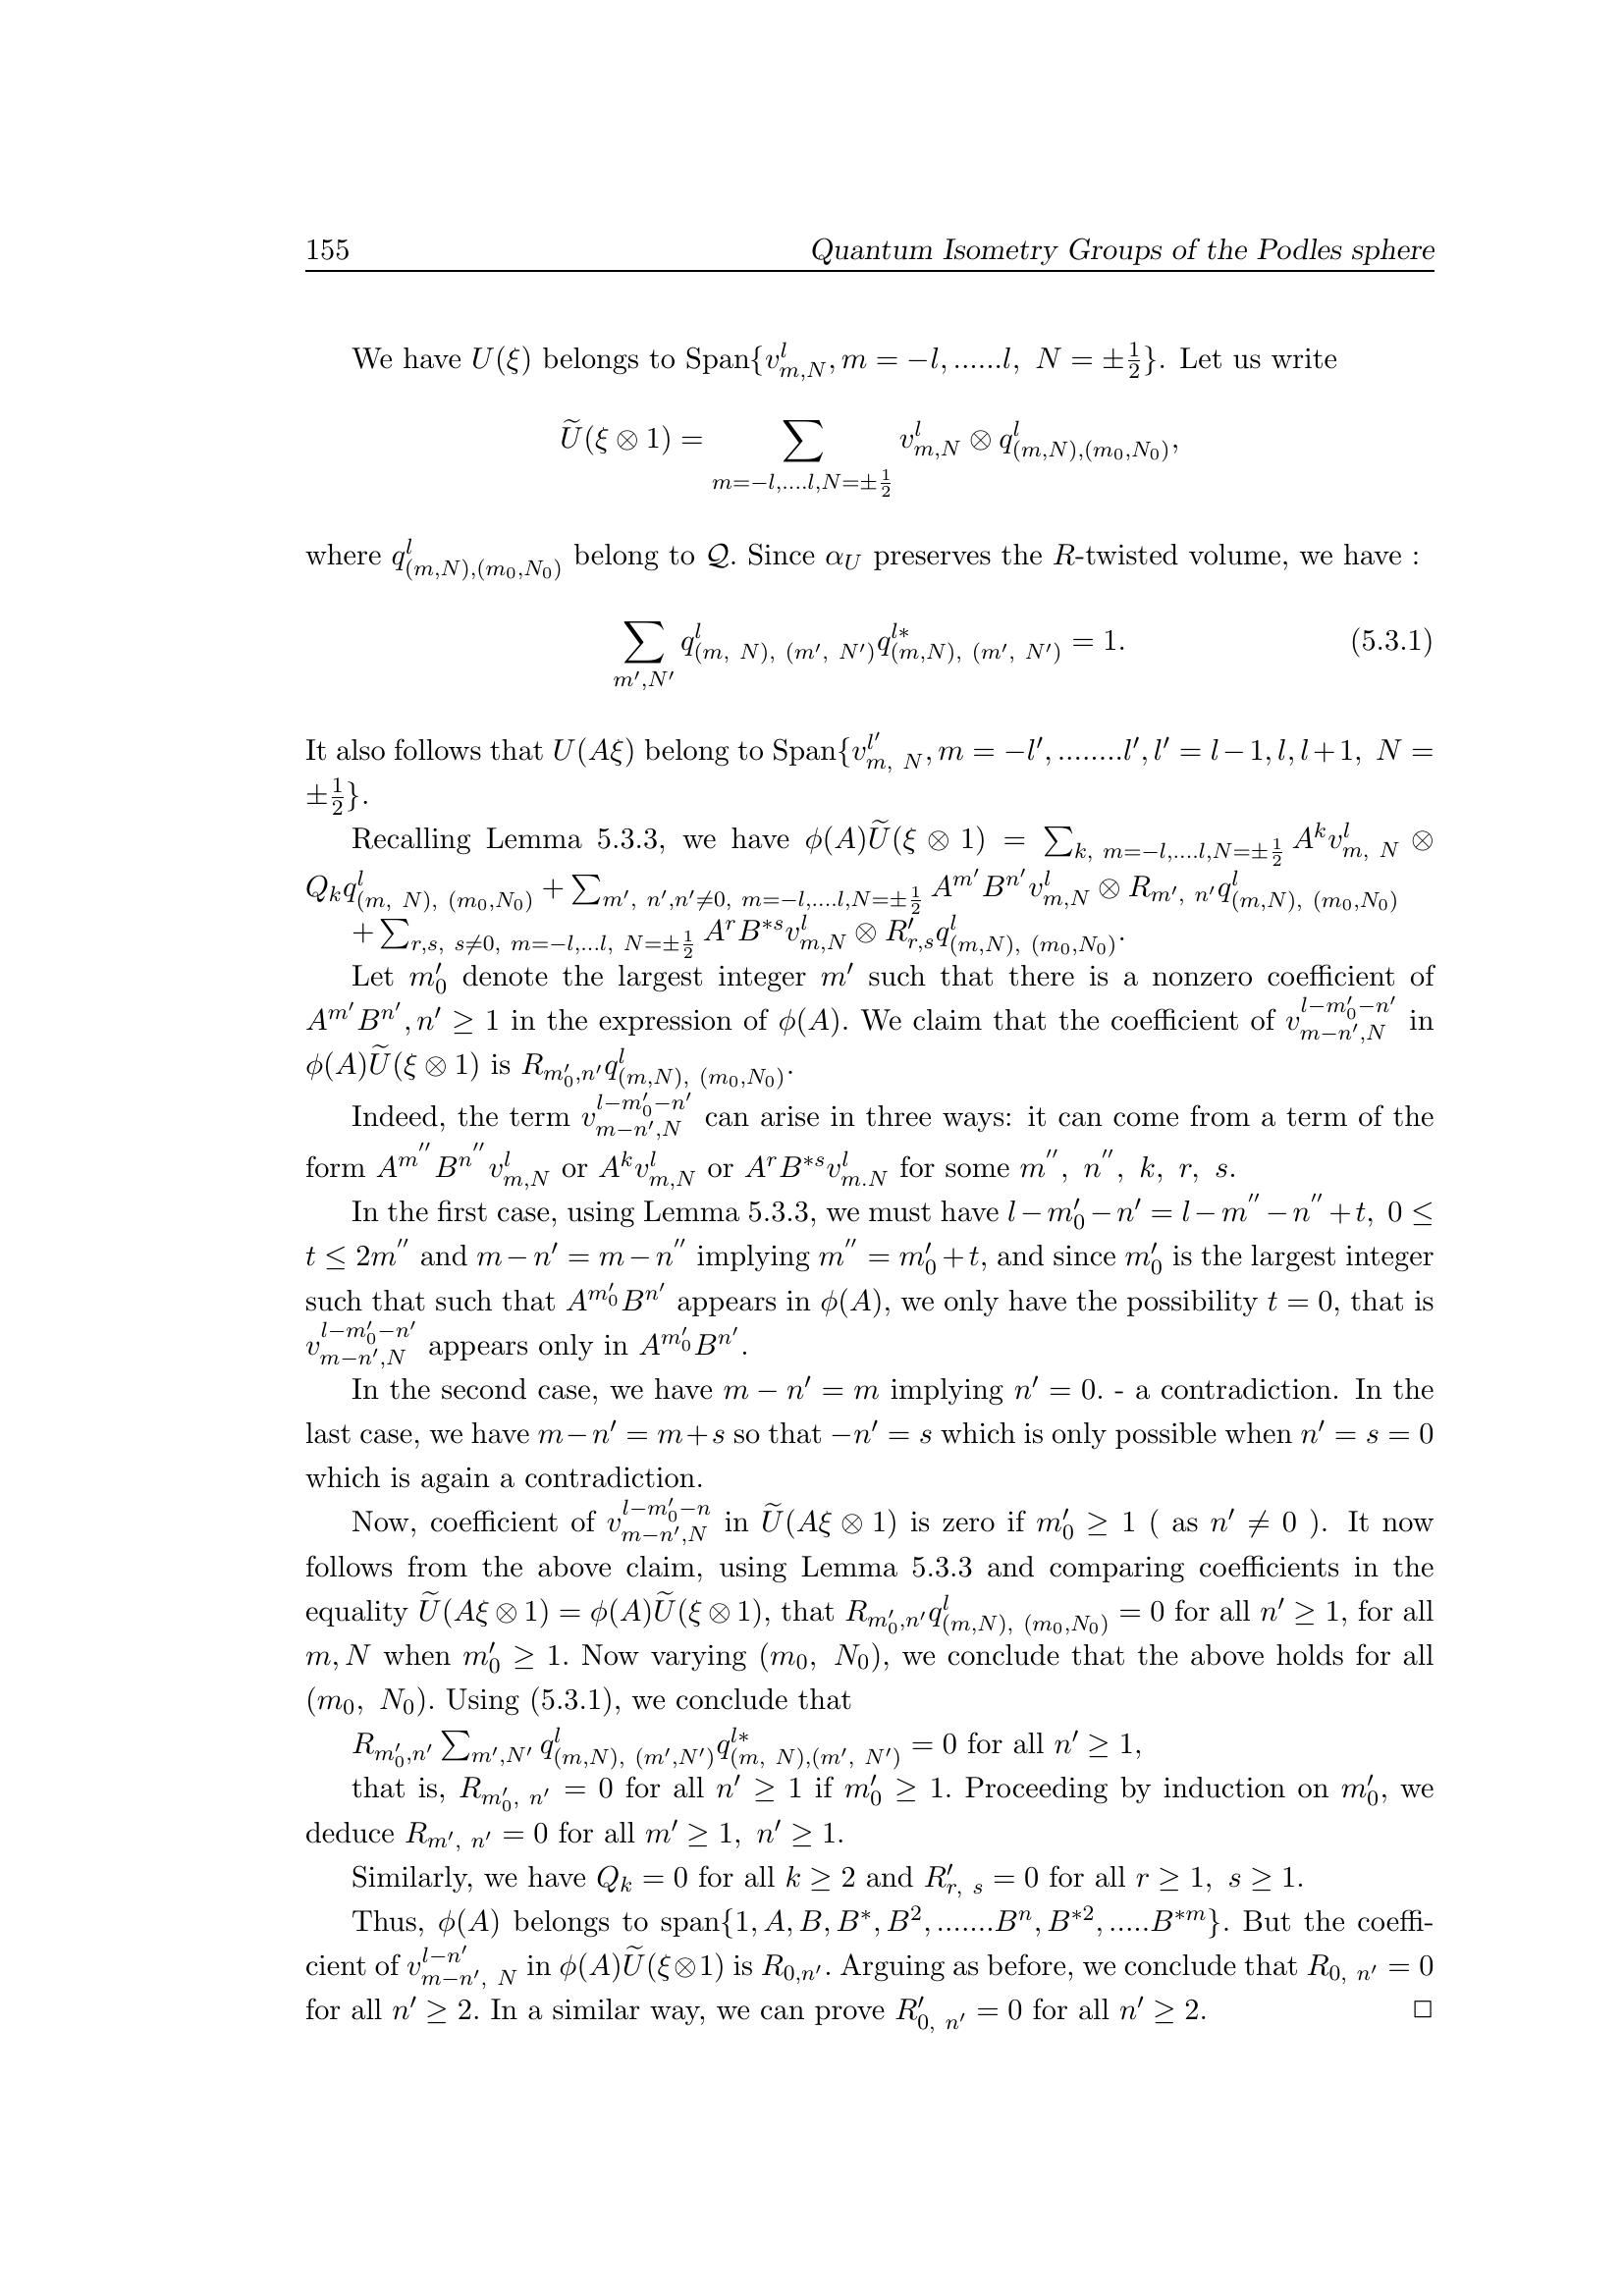 155 Quantum Isometry Groups of the Podles sphere
We have $U(\xi)$ belongs to Span$\{v^l_{m,N}, m = -l, ......l,\ N = \pm\frac{1}{2}\}$. Let us write
$$\widetilde{U}(\xi \otimes 1) = \sum_{m=-l,....l,N=\pm\frac{1}{2}} v^l_{m,N} \otimes q^l_{(m,N),(m_0,N_0)},$$
where $q^l_{(m,N),(m_0,N_0)}$ belong to $\mathcal{Q}$. Since $\alpha_U$ preserves the $R$-twisted volume, we have :
$$\sum_{m',N'} q^l_{(m,\ N),\ (m',\ N')} q^{l*}_{(m,N),\ (m',\ N')} = 1. \quad (5.3.1)$$
It also follows that $U(A\xi)$ belong to Span$\{v^{l'}_{m,\ N}, m = -l', ........l', l' = l-1, l, l+1,\ N =$
$\pm\frac{1}{2}\}$.
Recalling Lemma 5.3.3, we have $\phi(A)\widetilde{U}(\xi \otimes 1) = \sum_{k,\ m=-l,....l,N=\pm\frac{1}{2}} A^k v^l_{m,\ N} \otimes$
$Q_k q^l_{(m,\ N),\ (m_0,N_0)} + \sum_{m',\ n',n'\neq 0,\ m=-l,....l,N=\pm\frac{1}{2}} A^{m'} B^{n'} v^l_{m,N} \otimes R_{m',\ n'} q^l_{(m,N),\ (m_0,N_0)}$
$+ \sum_{r,s,\ s\neq 0,\ m=-l,...l,\ N=\pm\frac{1}{2}} A^r B^{*s} v^l_{m,N} \otimes R'_{r,s} q^l_{(m,N),\ (m_0,N_0)}.$
Let $m'_0$ denote the largest integer $m'$ such that there is a nonzero coefficient of
$A^{m'} B^{n'}, n' \geq 1$ in the expression of $\phi(A)$. We claim that the coefficient of $v^{l-m'_0-n'}_{m-n',N}$ in
$\phi(A)\widetilde{U}(\xi \otimes 1)$ is $R_{m'_0,n'} q^l_{(m,N),\ (m_0,N_0)}$.
Indeed, the term $v^{l-m'_0-n'}_{m-n',N}$ can arise in three ways: it can come from a term of the
form $A^{m''} B^{n''} v^l_{m,N}$ or $A^k v^l_{m,N}$ or $A^r B^{*s} v^l_{m.N}$ for some $m'',\ n'',\ k,\ r,\ s$.
In the first case, using Lemma 5.3.3, we must have $l - m'_0 - n' = l - m'' - n'' + t,\ 0 \leq$
$t \leq 2m''$ and $m - n' = m - n''$ implying $m'' = m'_0 + t$, and since $m'_0$ is the largest integer
such that such that $A^{m'_0} B^{n'}$ appears in $\phi(A)$, we only have the possibility $t = 0$, that is
$v^{l-m'_0-n'}_{m-n',N}$ appears only in $A^{m'_0} B^{n'}$.
In the second case, we have $m - n' = m$ implying $n' = 0$. - a contradiction. In the
last case, we have $m - n' = m + s$ so that $-n' = s$ which is only possible when $n' = s = 0$
which is again a contradiction.
Now, coefficient of $v^{l-m'_0-n}_{m-n',N}$ in $\widetilde{U}(A\xi \otimes 1)$ is zero if $m'_0 \geq 1$ ( as $n' \neq 0$ ). It now
follows from the above claim, using Lemma 5.3.3 and comparing coefficients in the
equality $\widetilde{U}(A\xi \otimes 1) = \phi(A)\widetilde{U}(\xi \otimes 1)$, that $R_{m'_0,n'} q^l_{(m,N),\ (m_0,N_0)} = 0$ for all $n' \geq 1$, for all
$m, N$ when $m'_0 \geq 1$. Now varying $(m_0,\ N_0)$, we conclude that the above holds for all
$(m_0,\ N_0)$. Using (5.3.1), we conclude that
$R_{m'_0,n'} \sum_{m',N'} q^l_{(m,N),\ (m',N')} q^{l*}_{(m,\ N),(m',\ N')} = 0$ for all $n' \geq 1$,
that is, $R_{m'_0,\ n'} = 0$ for all $n' \geq 1$ if $m'_0 \geq 1$. Proceeding by induction on $m'_0$, we
deduce $R_{m',\ n'} = 0$ for all $m' \geq 1,\ n' \geq 1$.
Similarly, we have $Q_k = 0$ for all $k \geq 2$ and $R'_{r,\ s} = 0$ for all $r \geq 1,\ s \geq 1$.
Thus, $\phi(A)$ belongs to span$\{1, A, B, B^*, B^2, .......B^n, B^{*2}, .....B^{*m}\}$. But the coeffi-
cient of $v^{l-n'}_{m-n',\ N}$ in $\phi(A)\widetilde{U}(\xi \otimes 1)$ is $R_{0,n'}$. Arguing as before, we conclude that $R_{0,\ n'} = 0$
for all $n' \geq 2$. In a similar way, we can prove $R'_{0,\ n'} = 0$ for all $n' \geq 2$. □